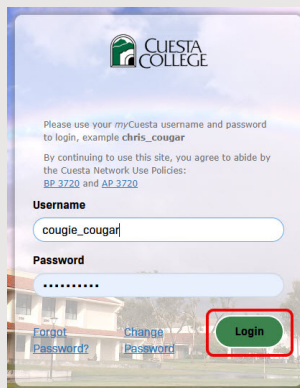 CUESTA
COLLEGE
Please use your myCuesta username and password
to login, example chris_cougar
By continuing to use this site, you agree to abide by
the Cuesta Network Use Policies:
BP 3720 and AP 3720
Username
cougie_cougar
Password
••••••••••
Forgot Change Login
Password? Password